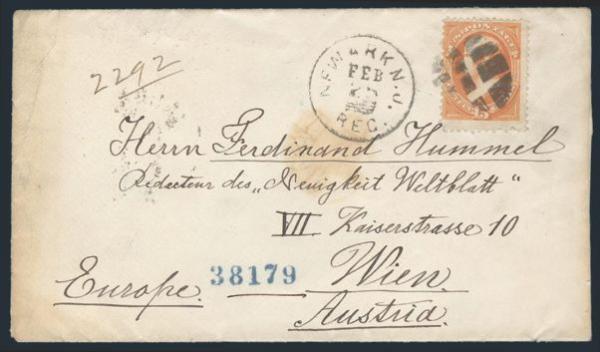 2292
NEWARK N.J.
FEB
REC.
Herrn Ferdinand Hummel
Redacteur des „Neuigkeit Weltblatt“
VII Kaiserstrasse 10
38179 Wien.
Europe. Austria.